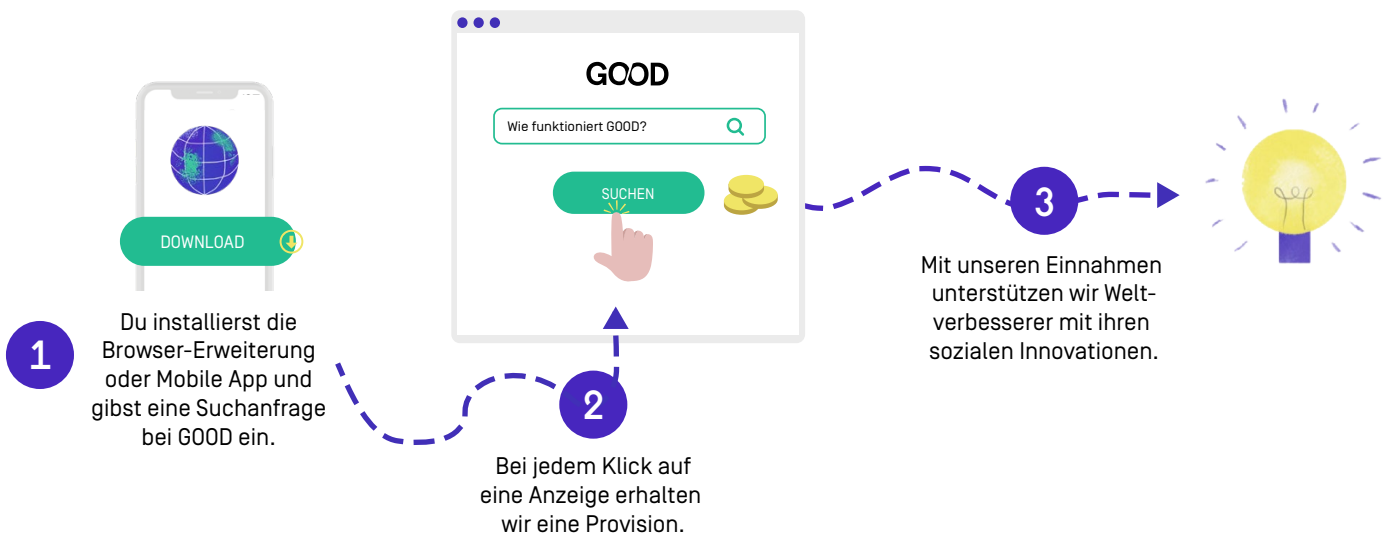 DOWNLOAD
1
Du installierst die
Browser-Erweiterung
oder Mobile App und
gibst eine Suchanfrage
bei GOOD ein.
GOOD
Wie funktioniert GOOD?
SUCHEN
2
Bei jedem Klick auf
eine Anzeige erhalten
wir eine Provision.
3
Mit unseren Einnahmen
unterstützen wir Welt-
verbesserer mit ihren
sozialen Innovationen.